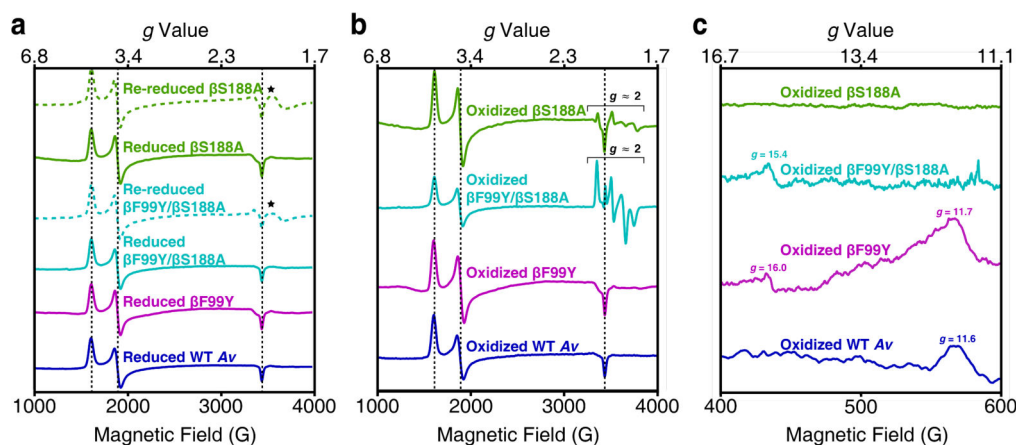 a
g Value
6.8 3.4 2.3 1.7
Re-reduced βS188A
★
Reduced βS188A
Re-reduced
βF99Y/βS188A
★
Reduced
βF99Y/βS188A
Reduced βF99Y
Reduced WT Av
1000 2000 3000 4000
Magnetic Field (G)
b
g Value
6.8 3.4 2.3 1.7
g ≈ 2
Oxidized βS188A
g ≈ 2
Oxidized
βF99Y/βS188A
Oxidized βF99Y
Oxidized WT Av
1000 2000 3000 4000
Magnetic Field (G)
c
g Value
16.7 13.4 11.1
Oxidized βS188A
g = 15.4
Oxidized βF99Y/βS188A
g = 11.7
Oxidized βF99Y
g = 16.0
Oxidized WT Av
g = 11.6
400 500 600
Magnetic Field (G)